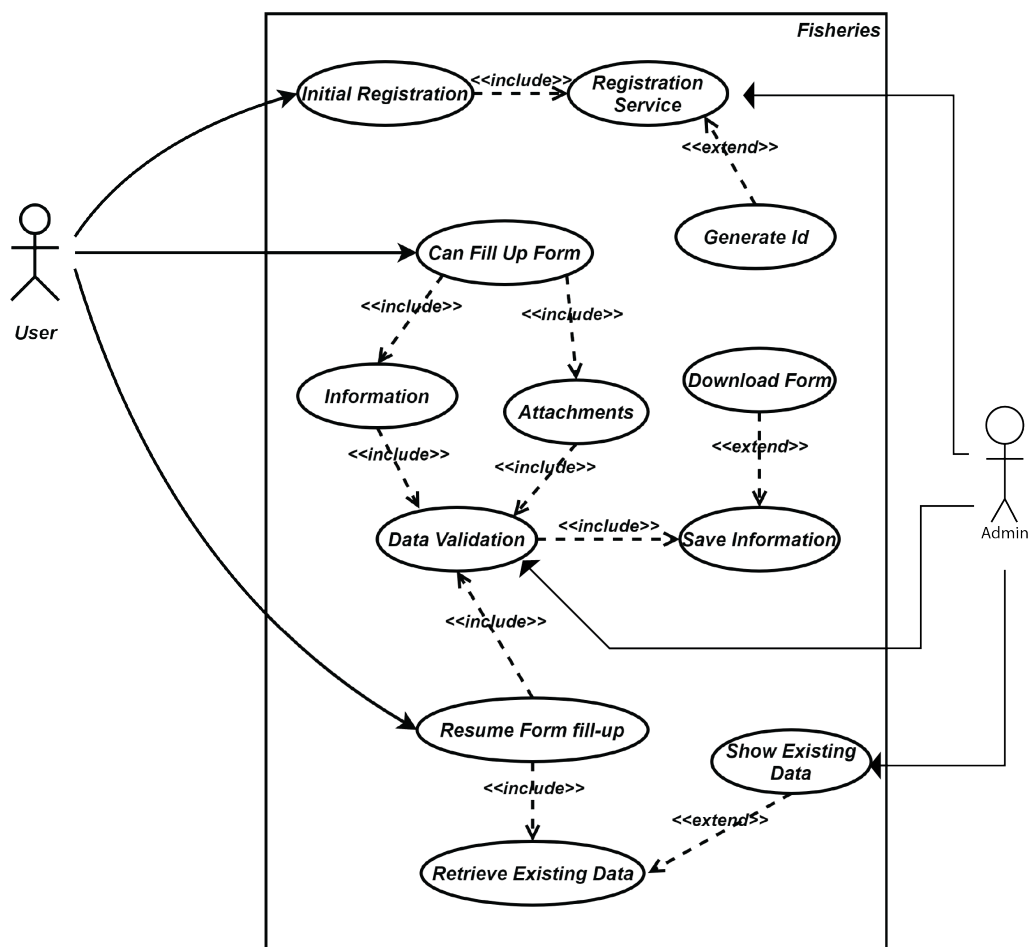 Fisheries
Initial Registration
<<include>>
Registration
Service
<<extend>>
Generate Id
User
Can Fill Up Form
<<include>>
<<include>>
Information
Attachments
Download Form
<<include>>
<<include>>
<<extend>>
Data Validation
<<include>>
Save Information
Admin
<<include>>
Resume Form fill-up
Show Existing
Data
<<include>>
<<extend>>
Retrieve Existing Data